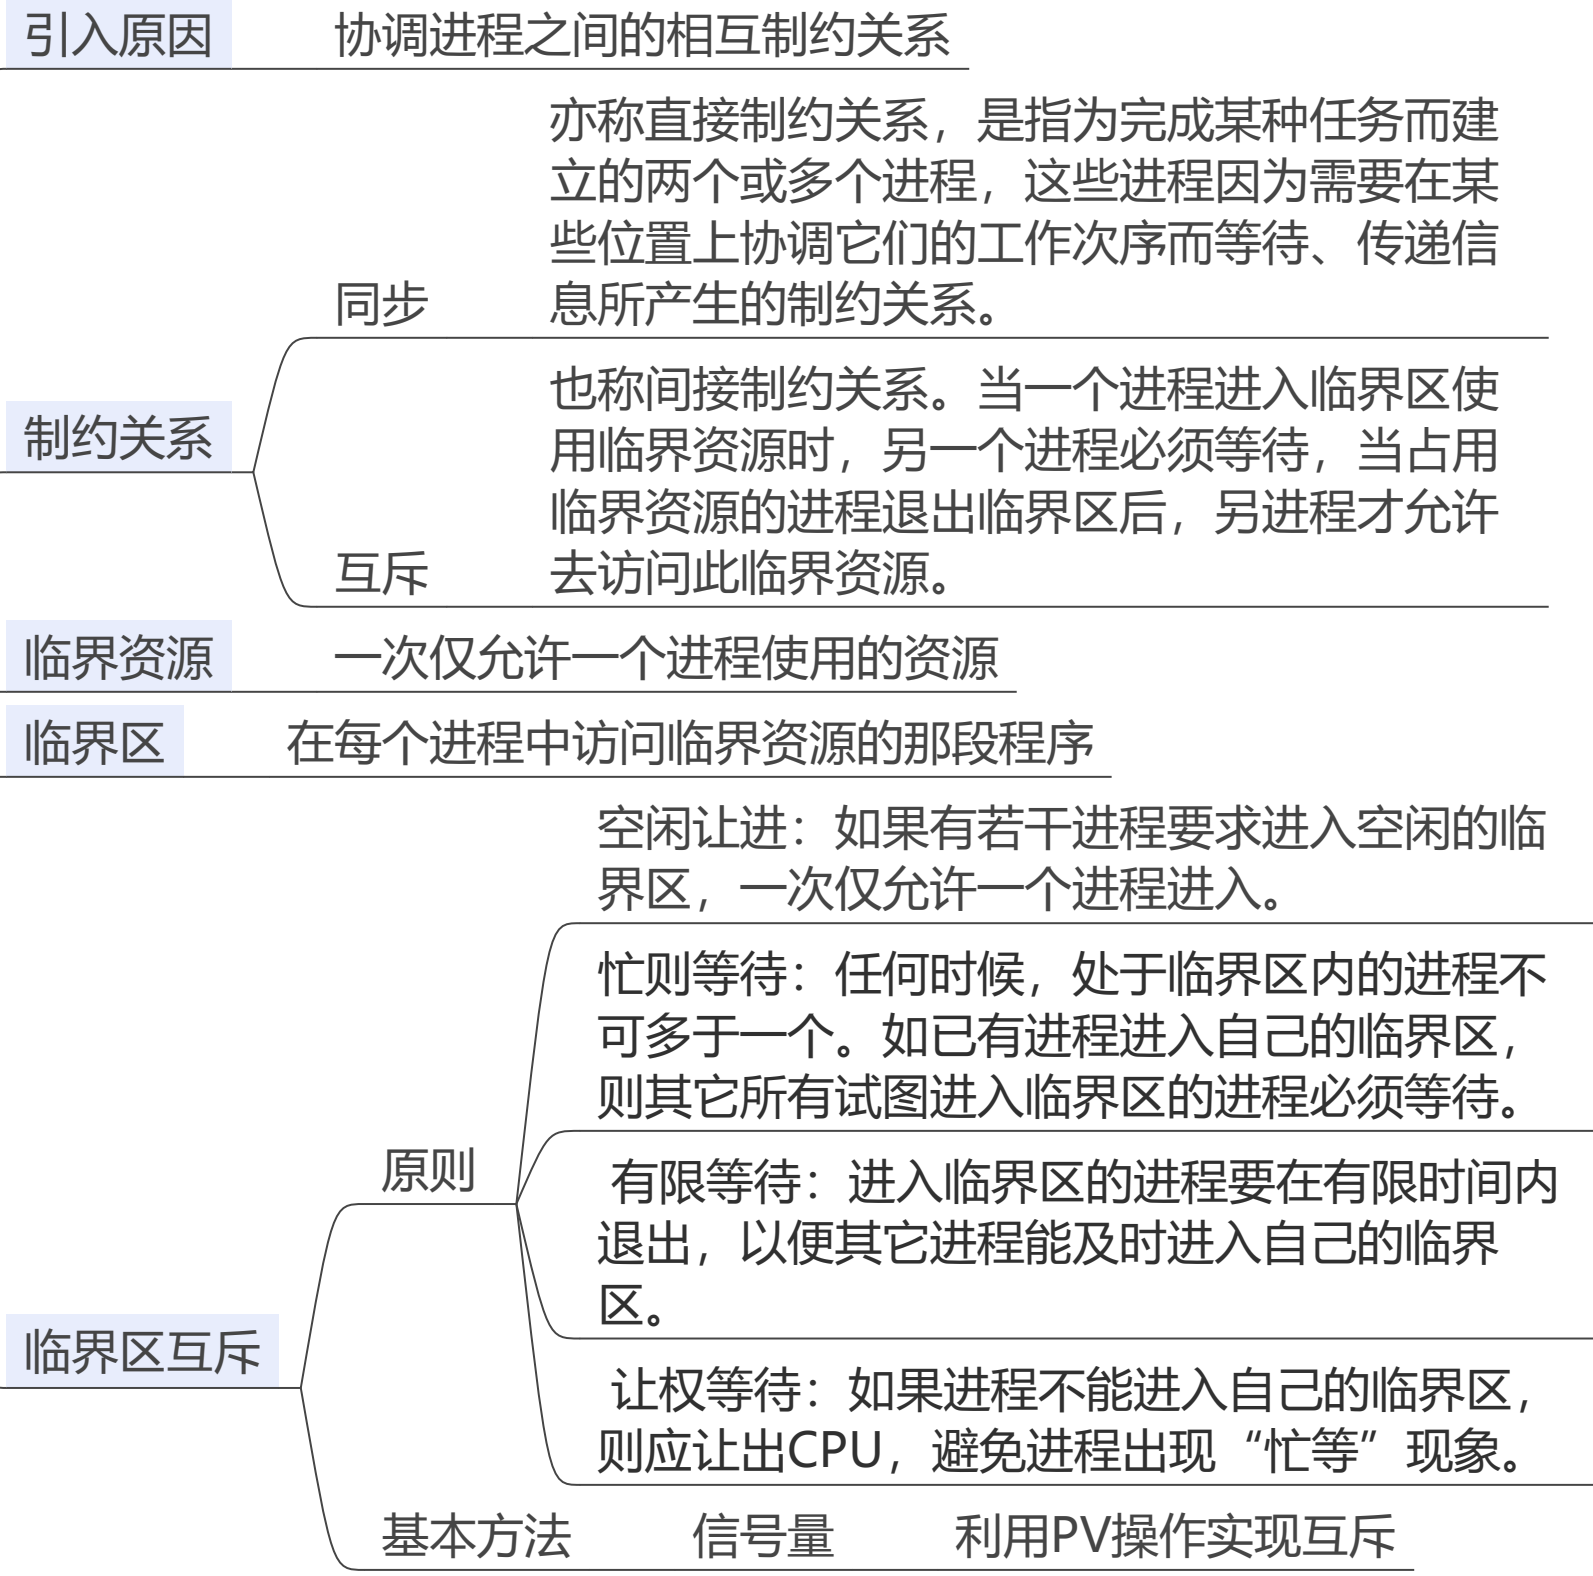 引入原因 协调进程之间的相互制约关系
亦称直接制约关系，是指为完成某种任务而建
立的两个或多个进程，这些进程因为需要在某
些位置上协调它们的工作次序而等待、传递信
同步 息所产生的制约关系。
也称间接制约关系。当一个进程进入临界区使
制约关系
用临界资源时，另一个进程必须等待，当占用
临界资源的进程退出临界区后，另进程才允许
互斥 去访问此临界资源。
临界资源 一次仅允许一个进程使用的资源
临界区 在每个进程中访问临界资源的那段程序
空闲让进：如果有若干进程要求进入空闲的临
界区，一次仅允许一个进程进入。
忙则等待：任何时候，处于临界区内的进程不
可多于一个。如已有进程进入自己的临界区，
则其它所有试图进入临界区的进程必须等待。
原则
有限等待：进入临界区的进程要在有限时间内
退出，以便其它进程能及时进入自己的临界
区。
临界区互斥
让权等待：如果进程不能进入自己的临界区，
则应让出CPU，避免进程出现“忙等”现象。
基本方法 信号量 利用PV操作实现互斥